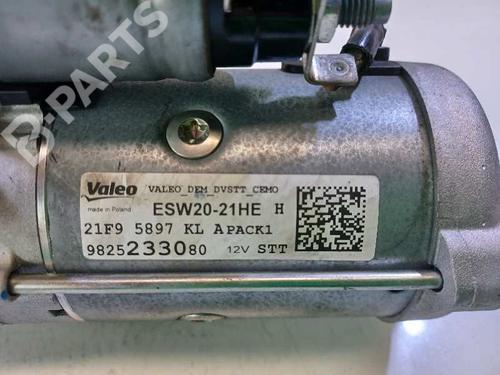 B-PARTS
Valeo VALEO_DEM_DVSTT_CEMO
made in Poland ESW20-21HE H
21F9 5897 KL APACK1
9825233080 12V STT